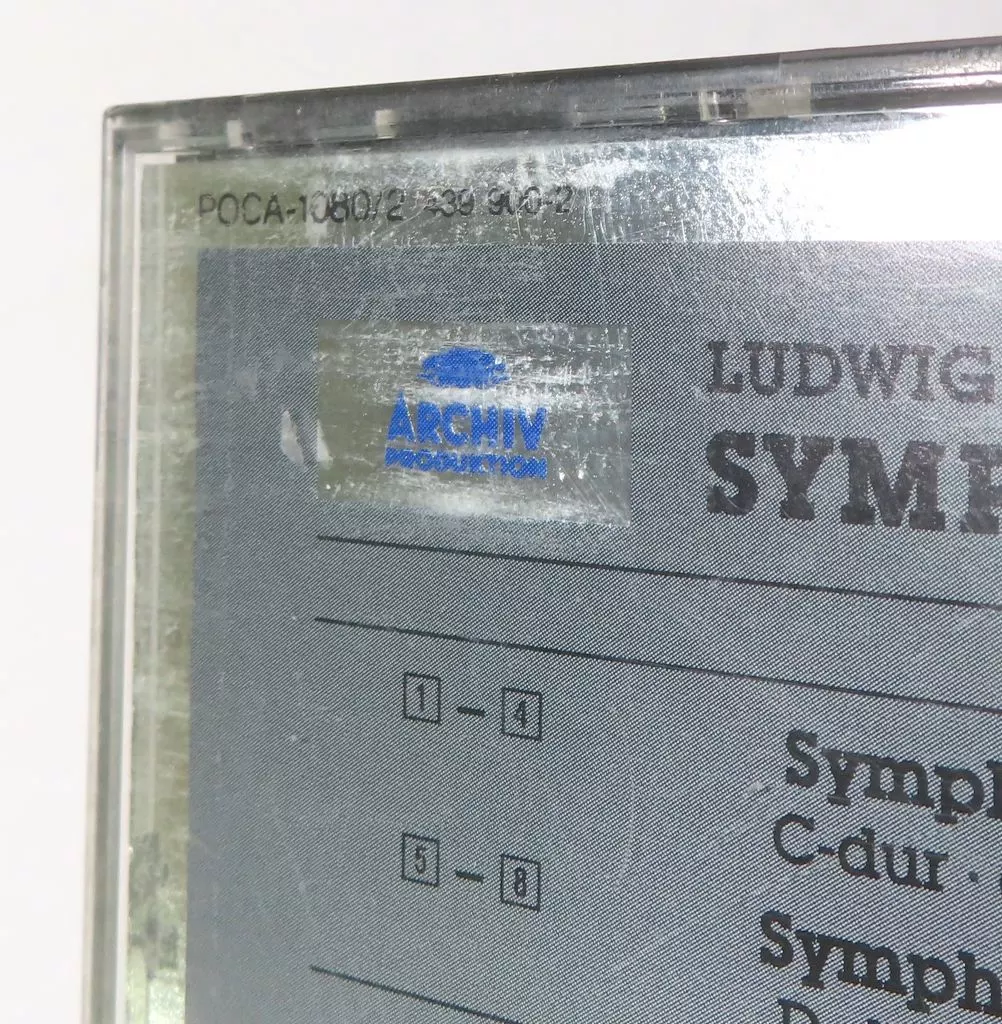 POCA-1080/2 439 900-2
ARCHIV
PRODUKTION
LUDWIG
SYMP
1 – 4
Symph
C-dur ·
5 – 8
Symph